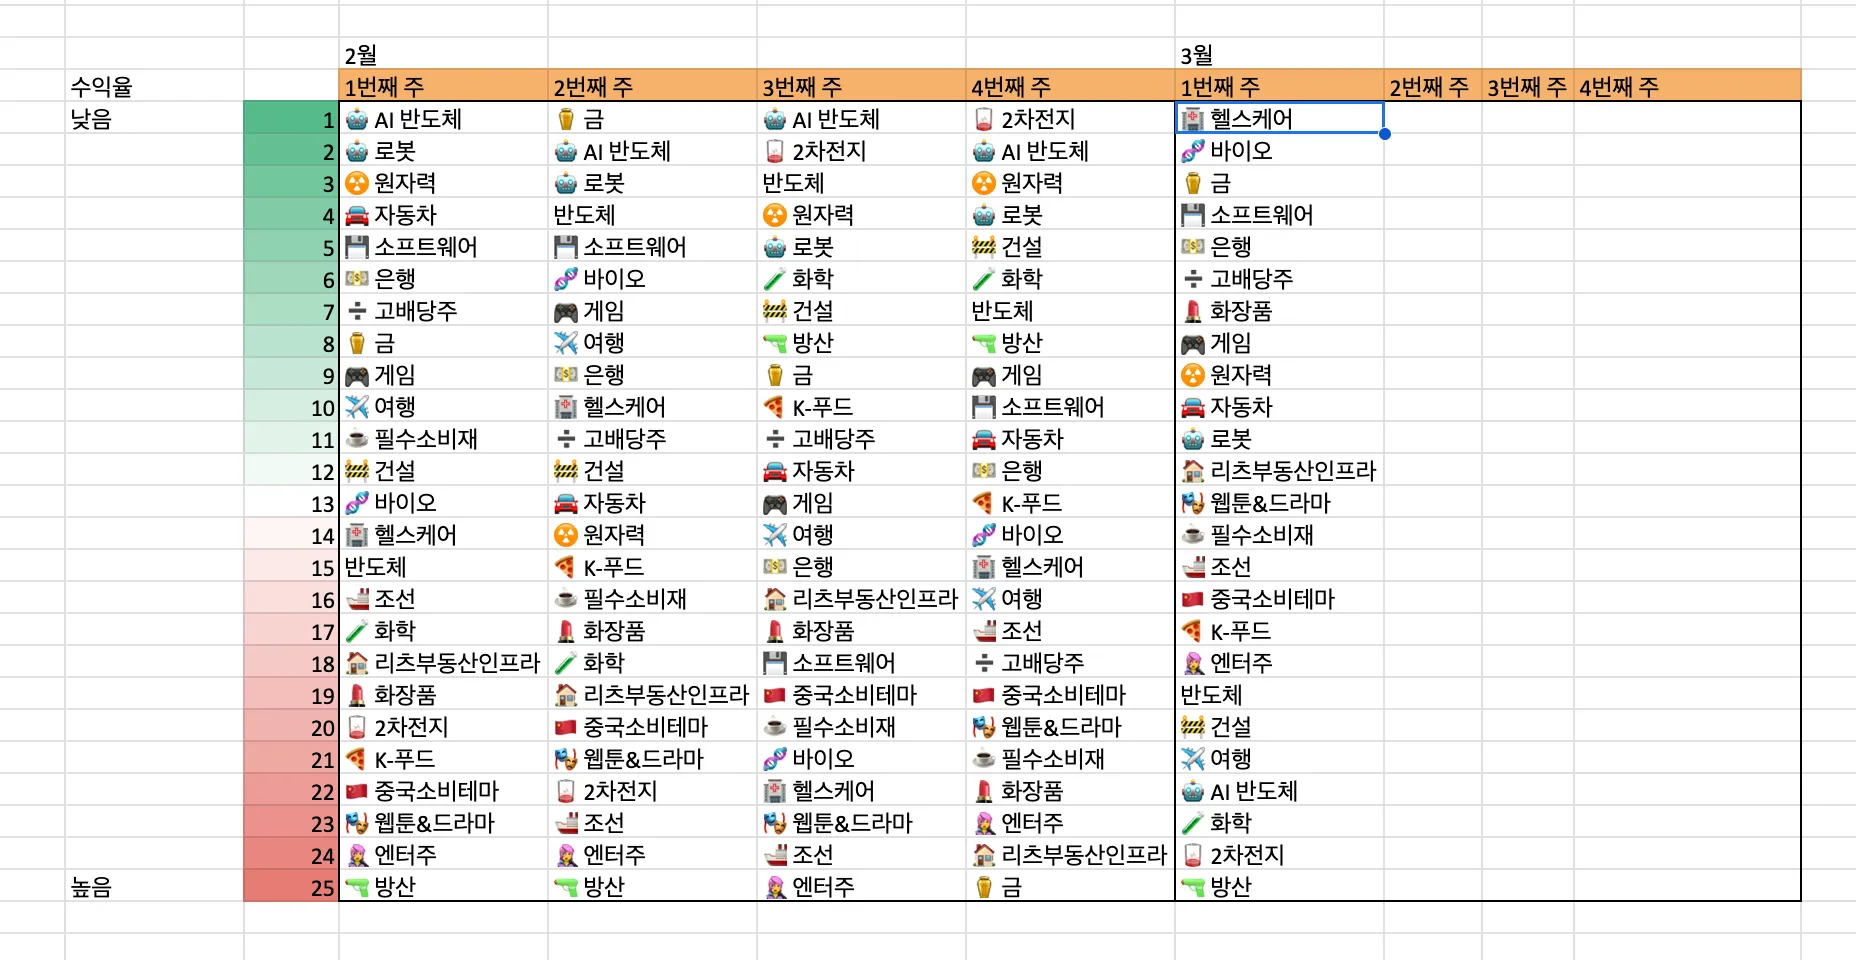 2월 3월
수익율 1번째 주 2번째 주 3번째 주 4번째 주 1번째 주 2번째 주 3번째 주 4번째 주
낮음 1 🤖 AI 반도체 ⚱️ 금 🤖 AI 반도체 🪫 2차전지 🏥 헬스케어
2 🤖 로봇 🤖 AI 반도체 🪫 2차전지 🤖 AI 반도체 🧬 바이오
3 ☢️ 원자력 🤖 로봇 반도체 ☢️ 원자력 ⚱️ 금
4 🚘 자동차 반도체 ☢️ 원자력 🤖 로봇 💾 소프트웨어
5 💾 소프트웨어 💾 소프트웨어 🤖 로봇 🚧 건설 💵 은행
6 💵 은행 🧬 바이오 🧪 화학 🧪 화학 ➗ 고배당주
7 ➗ 고배당주 🎮 게임 🚧 건설 반도체 💄 화장품
8 ⚱️ 금 ✈️ 여행 🔫 방산 🔫 방산 🎮 게임
9 🎮 게임 💵 은행 ⚱️ 금 🎮 게임 ☢️ 원자력
10 ✈️ 여행 🏥 헬스케어 🍕 K-푸드 💾 소프트웨어 🚘 자동차
11 ☕ 필수소비재 ➗ 고배당주 ➗ 고배당주 🚘 자동차 🤖 로봇
12 🚧 건설 🚧 건설 🚘 자동차 💵 은행 🏠 리츠부동산인프라
13 🧬 바이오 🚘 자동차 🎮 게임 🍕 K-푸드 🎭 웹툰&드라마
14 🏥 헬스케어 ☢️ 원자력 ✈️ 여행 🧬 바이오 ☕ 필수소비재
15 반도체 🍕 K-푸드 💵 은행 🏥 헬스케어 🚢 조선
16 🚢 조선 ☕ 필수소비재 🏠 리츠부동산인프라 ✈️ 여행 🇨🇳 중국소비테마
17 🧪 화학 💄 화장품 💄 화장품 🚢 조선 🍕 K-푸드
18 🏠 리츠부동산인프라 🧪 화학 💾 소프트웨어 ➗ 고배당주 👩‍🎤 엔터주
19 💄 화장품 🏠 리츠부동산인프라 🇨🇳 중국소비테마 🇨🇳 중국소비테마 반도체
20 🪫 2차전지 🇨🇳 중국소비테마 ☕ 필수소비재 🎭 웹툰&드라마 🚧 건설
21 🍕 K-푸드 🎭 웹툰&드라마 🧬 바이오 ☕ 필수소비재 ✈️ 여행
22 🇨🇳 중국소비테마 🪫 2차전지 🏥 헬스케어 💄 화장품 🤖 AI 반도체
23 🎭 웹툰&드라마 🚢 조선 🎭 웹툰&드라마 👩‍🎤 엔터주 🧪 화학
24 👩‍🎤 엔터주 👩‍🎤 엔터주 🚢 조선 🏠 리츠부동산인프라 🪫 2차전지
높음 25 🔫 방산 🔫 방산 👩‍🎤 엔터주 ⚱️ 금 🔫 방산